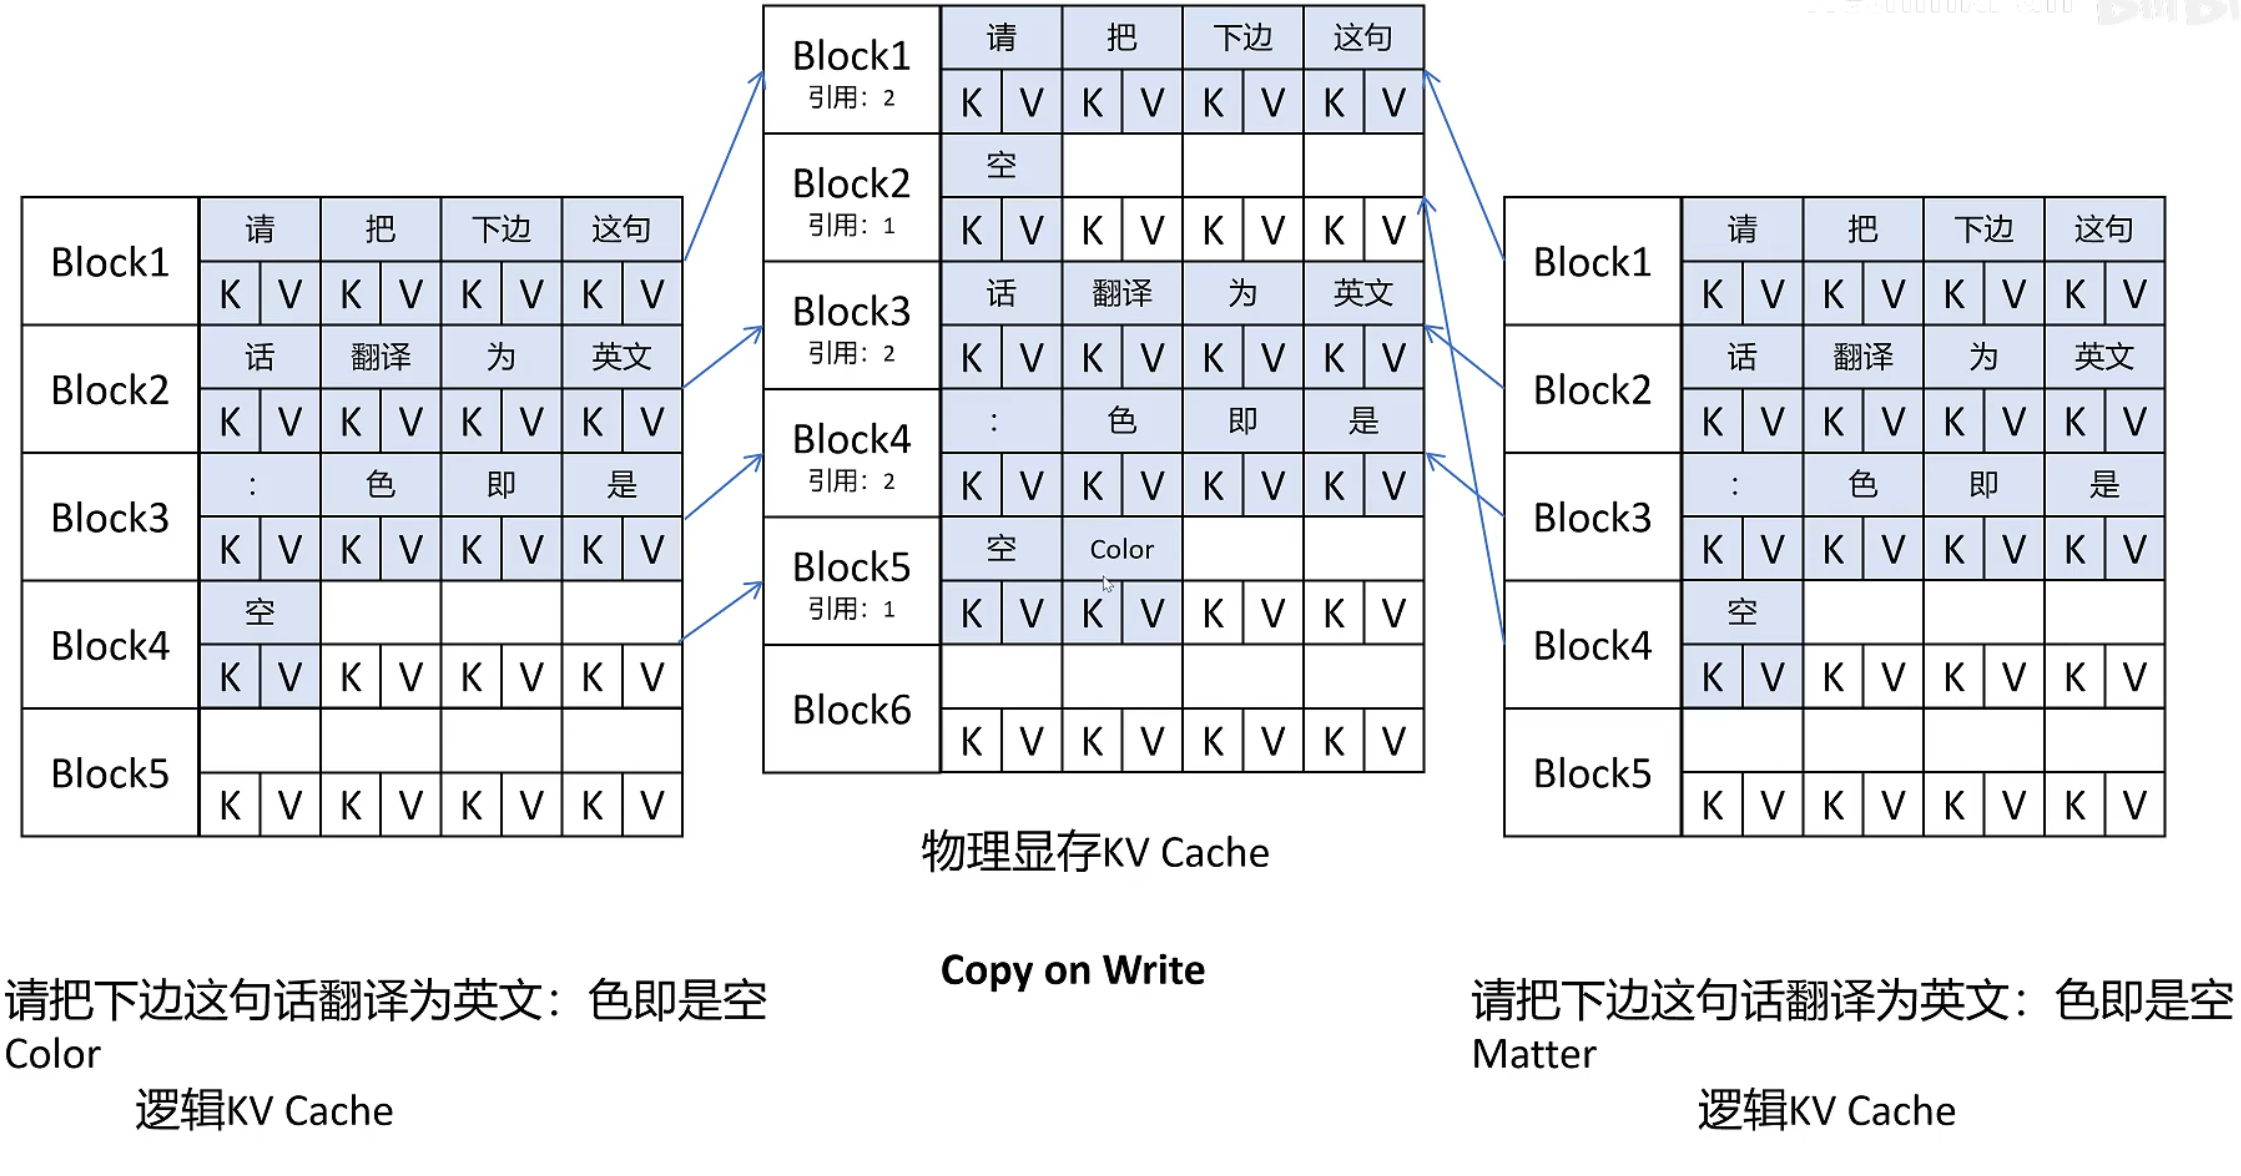 请 把 下边 这句
Block1
引用：2
K V K V K V K V
空
Block2
引用：1
K V K V K V K V
话 翻译 为 英文
Block3
引用：2
K V K V K V K V
: 色 即 是
Block4
引用：2
K V K V K V K V
空 Color
Block5
引用：1
K V K V K V K V
Block6
K V K V K V K V
物理显存KV Cache
Copy on Write
请 把 下边 这句
Block1
K V K V K V K V
话 翻译 为 英文
Block2
K V K V K V K V
: 色 即 是
Block3
K V K V K V K V
空
Block4
K V K V K V K V
Block5
K V K V K V K V
请把下边这句话翻译为英文：色即是空
Color
逻辑KV Cache
请 把 下边 这句
Block1
K V K V K V K V
话 翻译 为 英文
Block2
K V K V K V K V
: 色 即 是
Block3
K V K V K V K V
空
Block4
K V K V K V K V
Block5
K V K V K V K V
请把下边这句话翻译为英文：色即是空
Matter
逻辑KV Cache